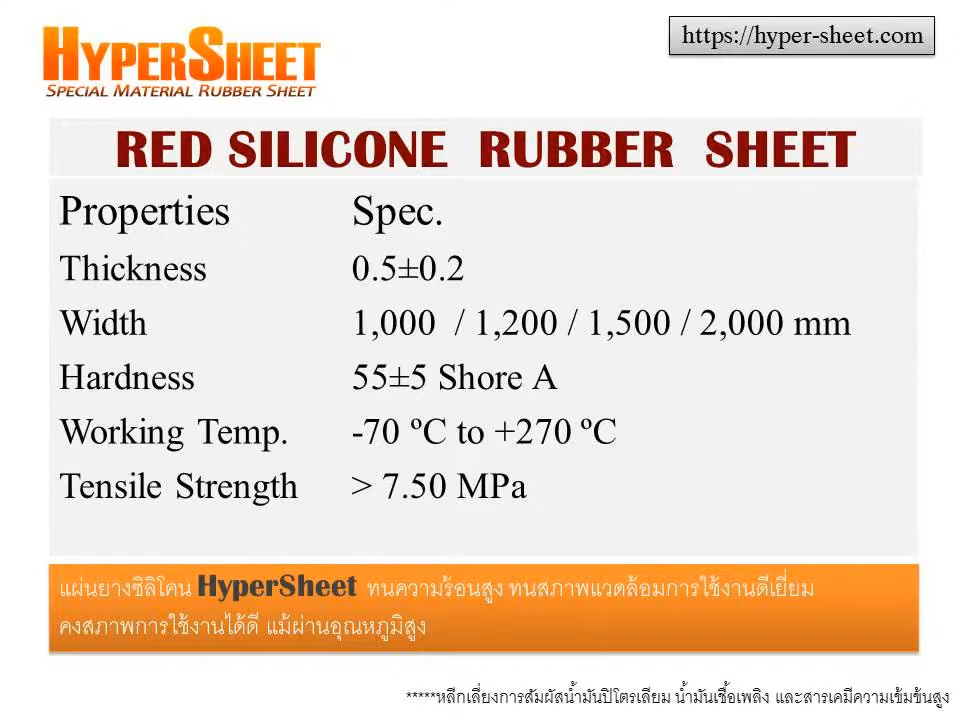 HYPERSHEET
SPECIAL MATERIAL RUBBER SHEET
https://hyper-sheet.com
RED SILICONE RUBBER SHEET
Properties Spec.
Thickness 0.5±0.2
Width 1,000 / 1,200 / 1,500 / 2,000 mm
Hardness 55±5 Shore A
Working Temp. -70 ºC to +270 ºC
Tensile Strength > 7.50 MPa
แผ่นยางซิลิโคน HyperSheet ทนความร้อนสูง ทนสภาพแวดล้อมการใช้งานดีเยี่ยม
คงสภาพการใช้งานได้ดี แม้ผ่านอุณหภูมิสูง
*****หลีกเลี่ยงการสัมผัสน้ำมันปิโตรเลียม น้ำมันเชื้อเพลิง และสารเคมีความเข้มข้นสูง